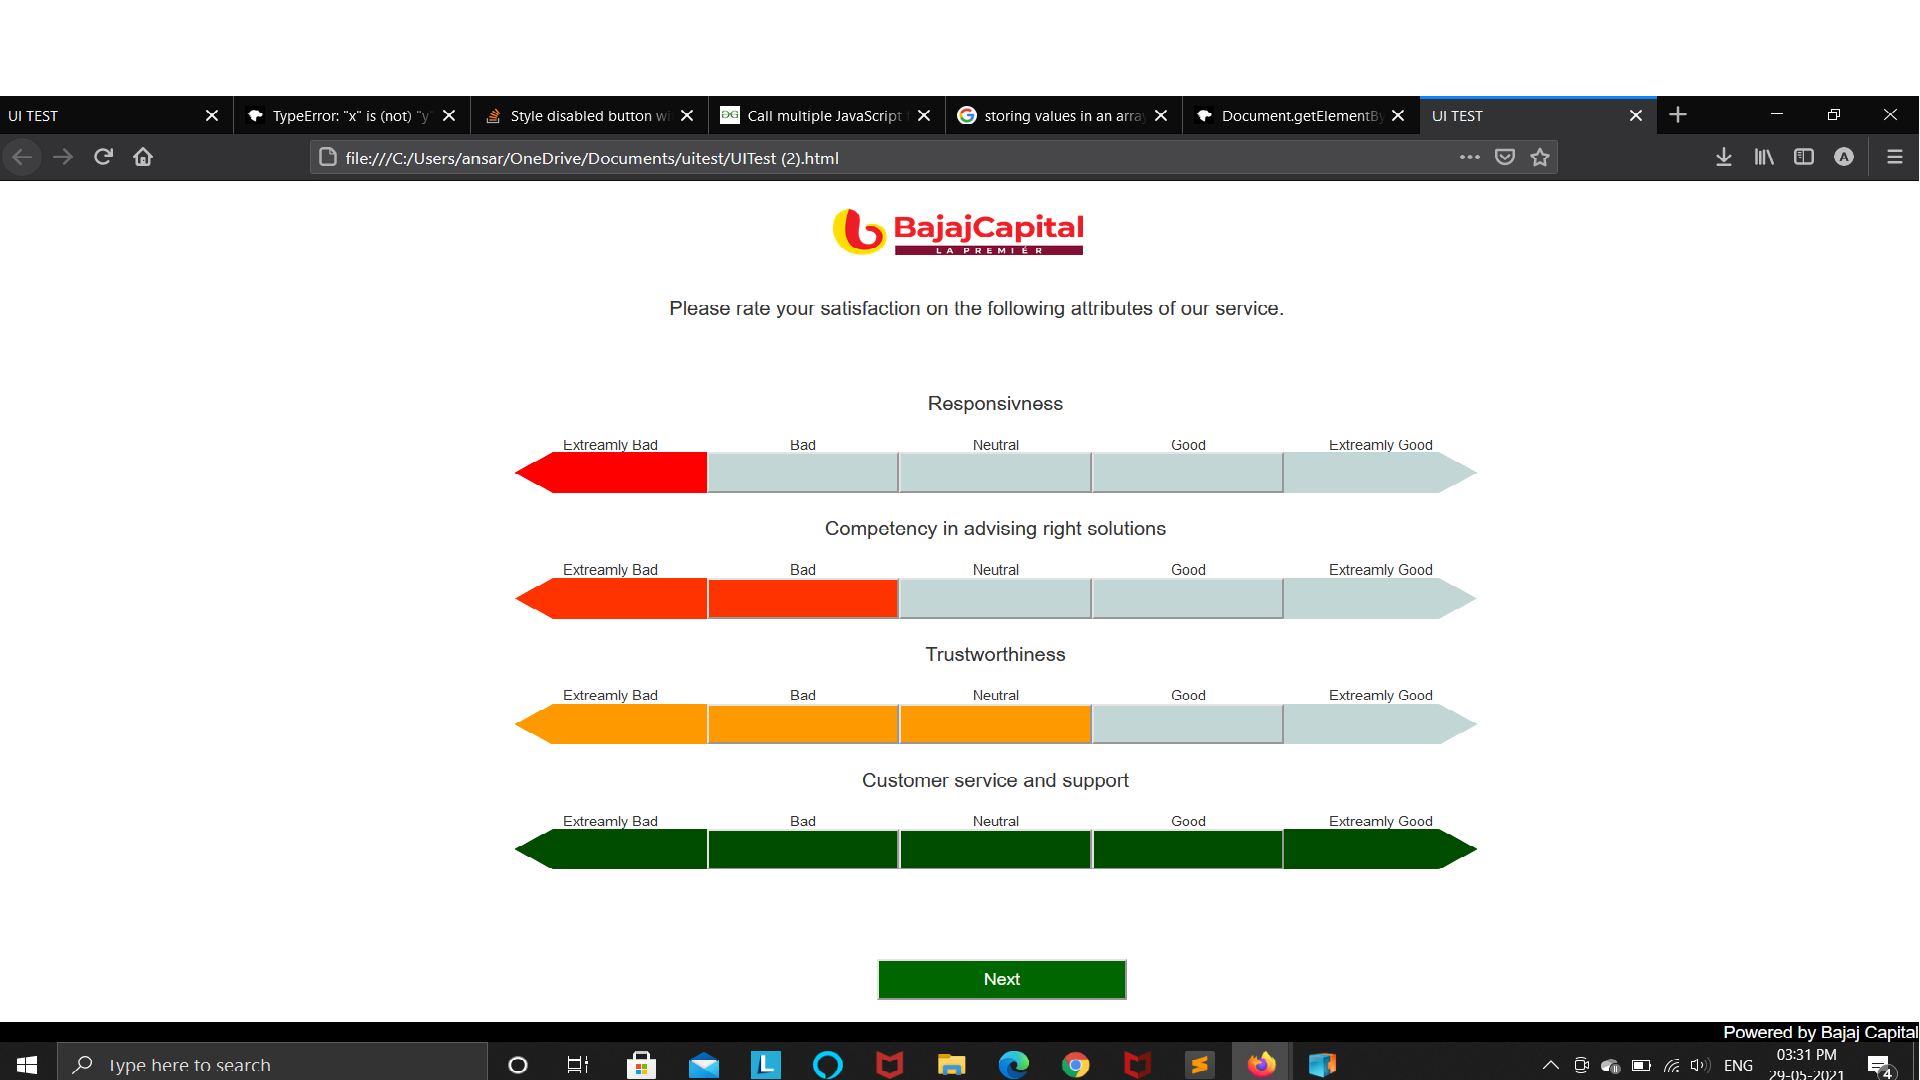 UI TEST
TypeError: "x" is (not) "y"
Style disabled button wi
Call multiple JavaScript f
storing values in an array
Document.getElementBy
UI TEST
file:///C:/Users/ansar/OneDrive/Documents/uitest/UITest (2).html
A
BajajCapital
LA PREMIÉR
Please rate your satisfaction on the following attributes of our service.
Responsivness
Extreamly Bad Bad Neutral Good Extreamly Good
Competency in advising right solutions
Extreamly Bad Bad Neutral Good Extreamly Good
Trustworthiness
Extreamly Bad Bad Neutral Good Extreamly Good
Customer service and support
Extreamly Bad Bad Neutral Good Extreamly Good
Next
Powered by Bajaj Capital
Type here to search
L
ENG
03:31 PM
29-05-2021
4